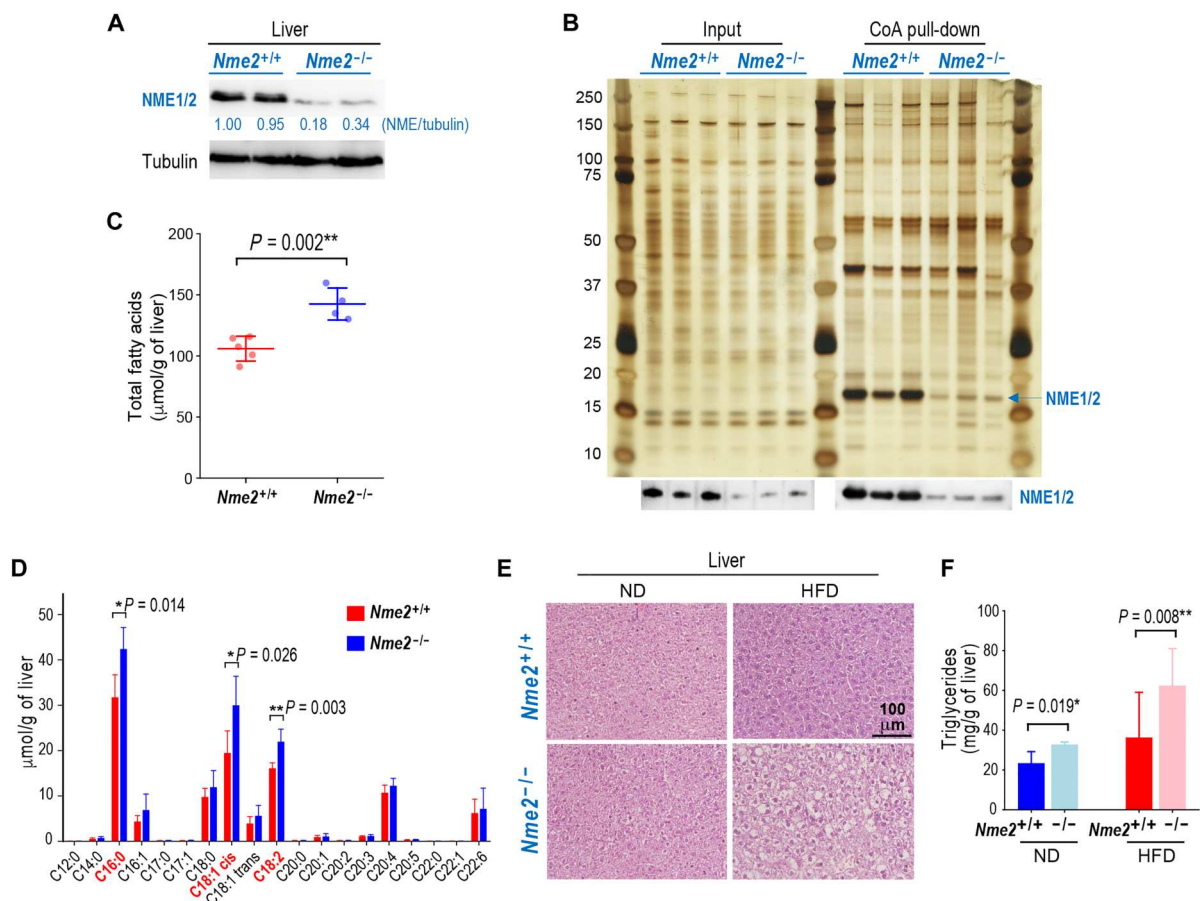 A
Liver
Nme2+/+ Nme2−/−
NME1/2
1.00 0.95 0.18 0.34 (NME/tubulin)
Tubulin
B
Input CoA pull-down
Nme2+/+ Nme2−/− Nme2+/+ Nme2−/−
250
150
100
75
50
37
25
20
15
10
NME1/2
NME1/2
C
Total fatty acids
(μmol/g of liver)
200
150
100
50
0
P = 0.002**
Nme2+/+ Nme2−/−
D
μmol/g of liver
50
40
30
20
10
0
*P = 0.014
*P = 0.026
**P = 0.003
Nme2+/+
Nme2−/−
C12:0 C14:0 C16:0 C16:1 C17:0 C17:1 C18:0 C18:1 cis C18:1 trans C18:2 C20:0 C20:1 C20:2 C20:3 C20:4 C20:5 C22:0 C22:1 C22:6
E
Liver
ND HFD
Nme2+/+
Nme2−/−
100
μm
F
Triglycerides
(mg/g of liver)
100
80
60
40
20
0
P = 0.019*
P = 0.008**
Nme2+/+ −/− Nme2+/+ −/−
ND HFD